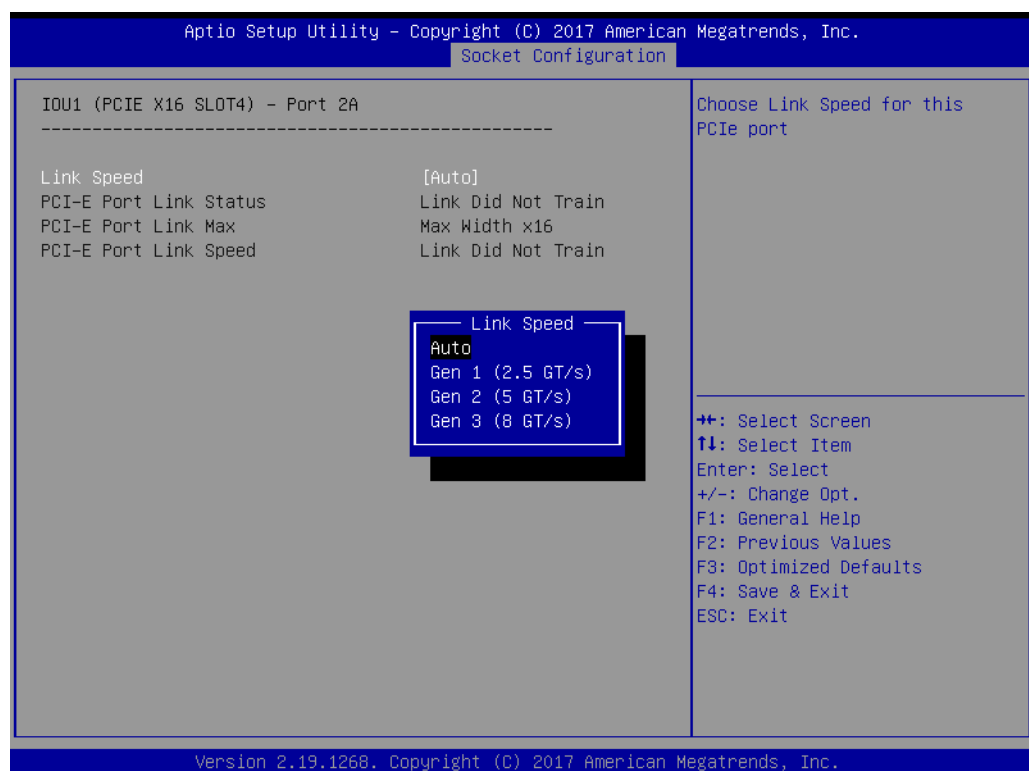 Aptio Setup Utility – Copyright (C) 2017 American Megatrends, Inc.
Socket Configuration
IOU1 (PCIE X16 SLOT4) – Port 2A
--------------------------------------------------
Link Speed [Auto]
PCI-E Port Link Status Link Did Not Train
PCI-E Port Link Max Max Width x16
PCI-E Port Link Speed Link Did Not Train
Link Speed
Auto
Gen 1 (2.5 GT/s)
Gen 2 (5 GT/s)
Gen 3 (8 GT/s)
Choose Link Speed for this
PCIe port
→←: Select Screen
↑↓: Select Item
Enter: Select
+/-: Change Opt.
F1: General Help
F2: Previous Values
F3: Optimized Defaults
F4: Save & Exit
ESC: Exit
Version 2.19.1268. Copyright (C) 2017 American Megatrends, Inc.